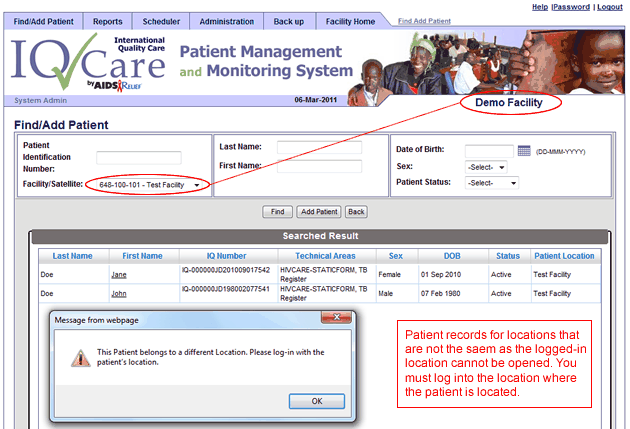 Help |Password | Logout
Find/Add Patient Reports Scheduler Administration Back up Facility Home Find Add Patient
IQCare
International
Quality Care
by AIDSRELIEF
Patient Management
and Monitoring System
System Admin 06-Mar-2011 Demo Facility
Find/Add Patient
Patient
Identification
Number:
Facility/Satellite: 648-100-101 - Test Facility
Last Name:
First Name:
Date of Birth: (DD-MMM-YYYY)
Sex: -Select-
Patient Status: -Select-
Find Add Patient Back
Searched Result
Last Name First Name IQ Number Technical Areas Sex DOB Status Patient Location
Doe Jane IQ-000000JD201009017542 HIVCARE-STATICFORM, TB Female 01 Sep 2010 Active Test Facility
Register
Doe John IQ-000000JD198002077541 HIVCARE-STATICFORM, TB Male 07 Feb 1980 Active Test Facility
Register
Message from webpage
This Patient belongs to a different Location. Please log-in with the
patient's location.
OK
Patient records for locations that
are not the saem as the logged-in
location cannot be opened. You
must log into the location where
the patient is located.